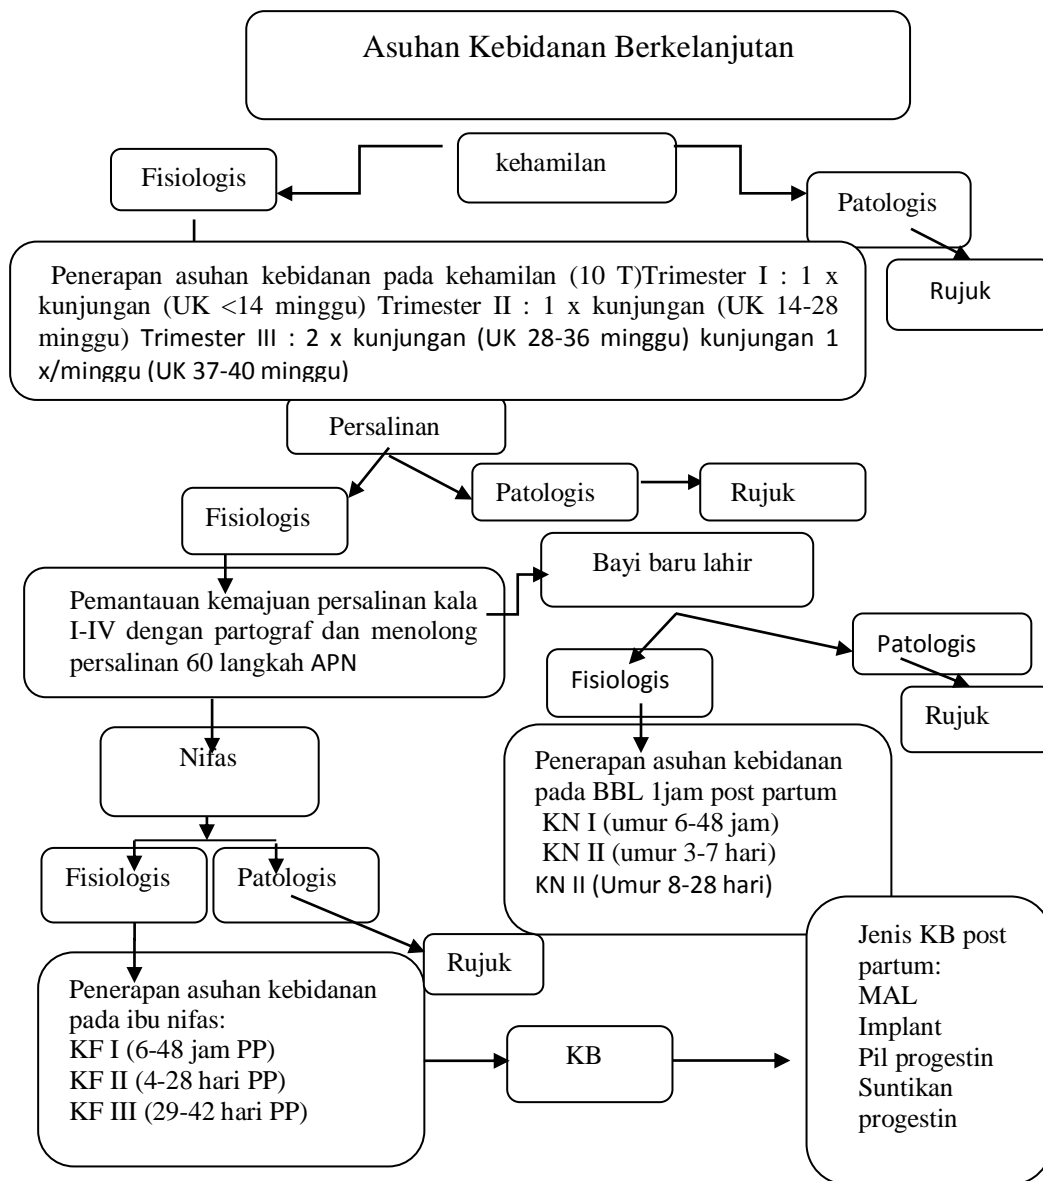 Asuhan Kebidanan Berkelanjutan
kehamilan
Fisiologis
Patologis
Rujuk
Penerapan asuhan kebidanan pada kehamilan (10 T)Trimester I : 1 x
kunjungan (UK <14 minggu) Trimester II : 1 x kunjungan (UK 14-28
minggu) Trimester III : 2 x kunjungan (UK 28-36 minggu) kunjungan 1
x/minggu (UK 37-40 minggu)
Persalinan
Patologis
Rujuk
Fisiologis
Bayi baru lahir
Pemantauan kemajuan persalinan kala
I-IV dengan partograf dan menolong
persalinan 60 langkah APN
Patologis
Fisiologis
Rujuk
Nifas
Penerapan asuhan kebidanan
pada BBL 1jam post partum
KN I (umur 6-48 jam)
KN II (umur 3-7 hari)
KN II (Umur 8-28 hari)
Fisiologis
Patologis
Rujuk
Penerapan asuhan kebidanan
pada ibu nifas:
KF I (6-48 jam PP)
KF II (4-28 hari PP)
KF III (29-42 hari PP)
KB
Jenis KB post
partum:
MAL
Implant
Pil progestin
Suntikan
progestin